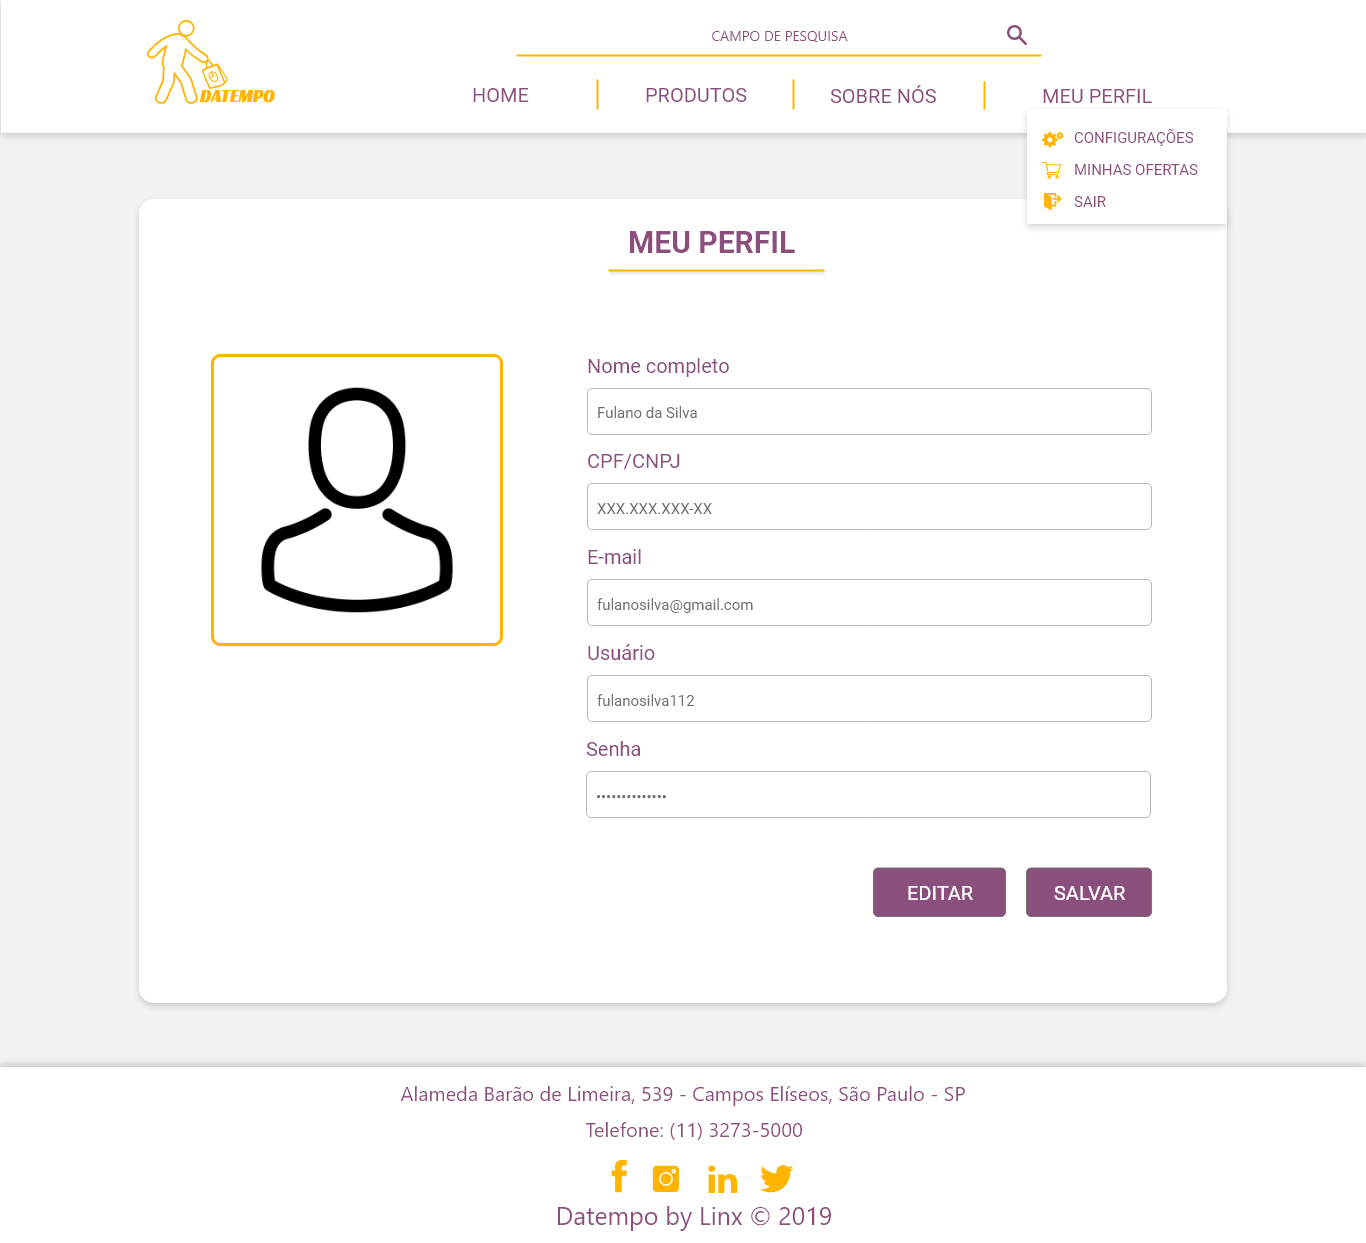 CAMPO DE PESQUISA
DATEMPO
HOME
PRODUTOS
SOBRE NÓS
MEU PERFIL
CONFIGURAÇÕES
MINHAS OFERTAS
SAIR
MEU PERFIL
Nome completo
Fulano da Silva
CPF/CNPJ
XXX.XXX.XXX-XX
E-mail
fulanosilva@gmail.com
Usuário
fulanosilva112
Senha
••••••••••••••
EDITAR
SALVAR
Alameda Barão de Limeira, 539 - Campos Elíseos, São Paulo - SP
Telefone: (11) 3273-5000
Datempo by Linx © 2019